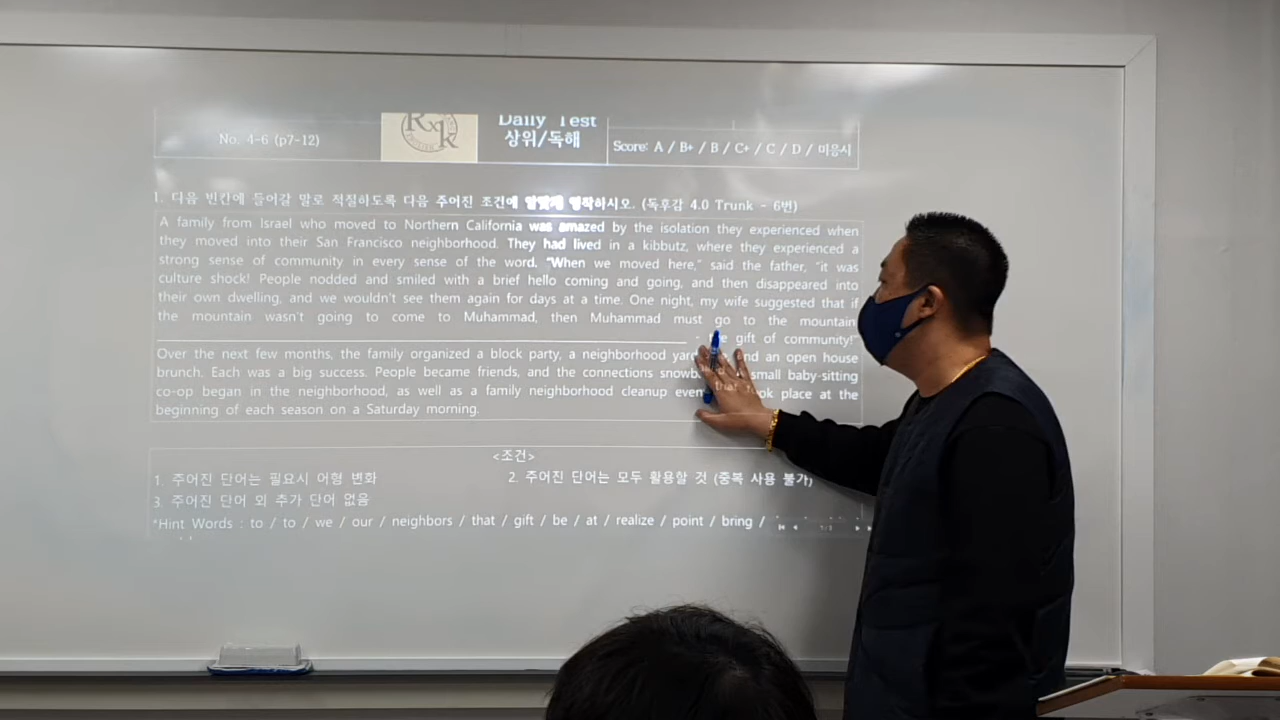 No. 4-6 (p7-12)
RxK
Daily Test
상위/독해
Score: A / B+ / B / C+ / C / D / 미응시
1. 다음 빈칸에 들어갈 말로 적절하도록 다음 주어진 조건에 알맞게 영작하시오. (독후감 4.0 Trunk - 6번)
A family from Israel who moved to Northern California was amazed by the isolation they experienced when
they moved into their San Francisco neighborhood. They had lived in a kibbutz, where they experienced a
strong sense of community in every sense of the word. "When we moved here," said the father, "it was
culture shock! People nodded and smiled with a brief hello coming and going, and then disappeared into
their own dwelling, and we wouldn't see them again for days at a time. One night, my wife suggested that if
the mountain wasn't going to come to Muhammad, then Muhammad must go to the mountain
- the gift of community!"
Over the next few months, the family organized a block party, a neighborhood and an open house
brunch. Each was a big success. People became friends, and the connections small baby-sitting
co-op began in the neighborhood, as well as a family neighborhood cleanup that took place at the
beginning of each season on a Saturday morning.
<조건>
1. 주어진 단어는 필요시 어형 변화
2. 주어진 단어는 모두 활용할 것 (중복 사용 불가)
3. 주어진 단어 외 추가 단어 없음
*Hint Words : to / to / we / our / neighbors / that / gift / be / at / realize / point / bring /